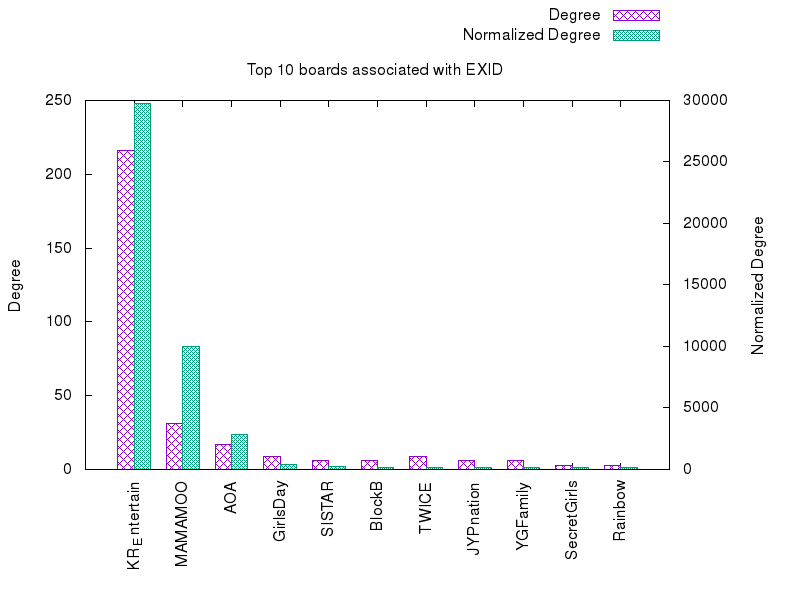 Degree
Normalized Degree
Top 10 boards associated with EXID
250
200
150
100
50
0
30000
25000
20000
15000
10000
5000
0
Degree
Normalized Degree
KREntertain
MAMAMOO
AOA
GirlsDay
SISTAR
BlockB
TWICE
JYPnation
YGFamily
SecretGirls
Rainbow